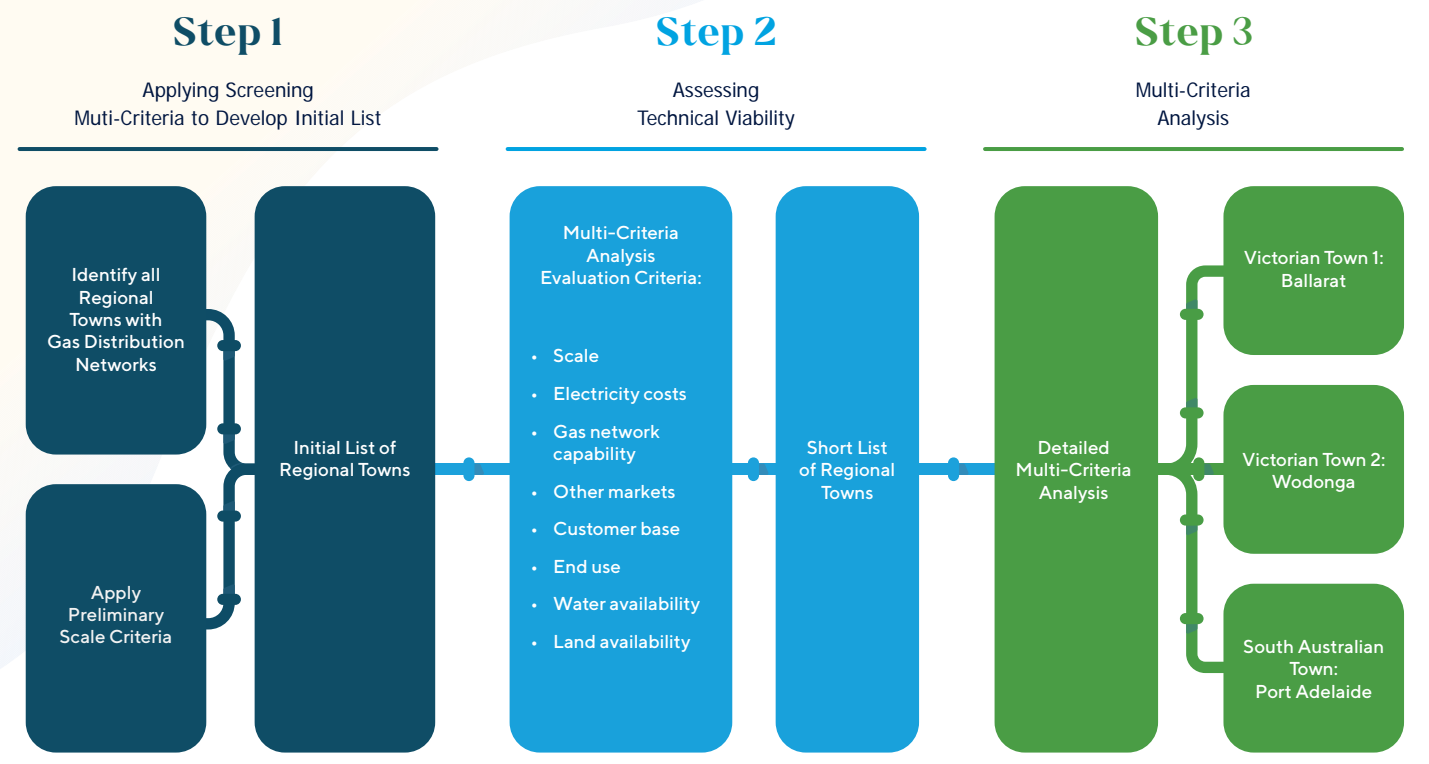 Step 1
Applying Screening
Muti-Criteria to Develop Initial List
Identify all
Regional
Towns with
Gas Distribution
Networks
Apply
Preliminary
Scale Criteria
Initial List of
Regional Towns
Step 2
Assessing
Technical Viability
Multi-Criteria
Analysis
Evaluation Criteria:
• Scale
• Electricity costs
• Gas network
capability
• Other markets
• Customer base
• End use
• Water availability
• Land availability
Short List
of Regional
Towns
Step 3
Multi-Criteria
Analysis
Detailed
Multi-Criteria
Analysis
Victorian Town 1:
Ballarat
Victorian Town 2:
Wodonga
South Australian
Town:
Port Adelaide